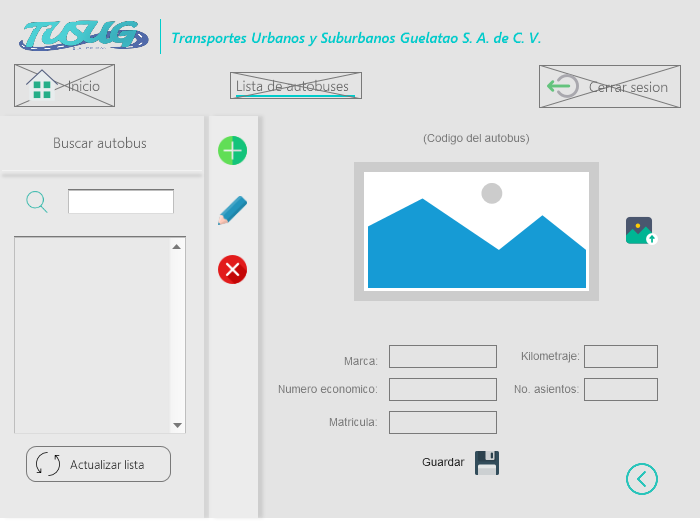 TUSUG
Transportes Urbanos y Suburbanos Guelatao S. A. de C. V.
Inicio
Lista de autobuses
Cerrar sesion
Buscar autobus
(Codigo del autobus)
Marca:
Kilometraje:
Numero economico:
No. asientos:
Matricula:
Guardar
Actualizar lista